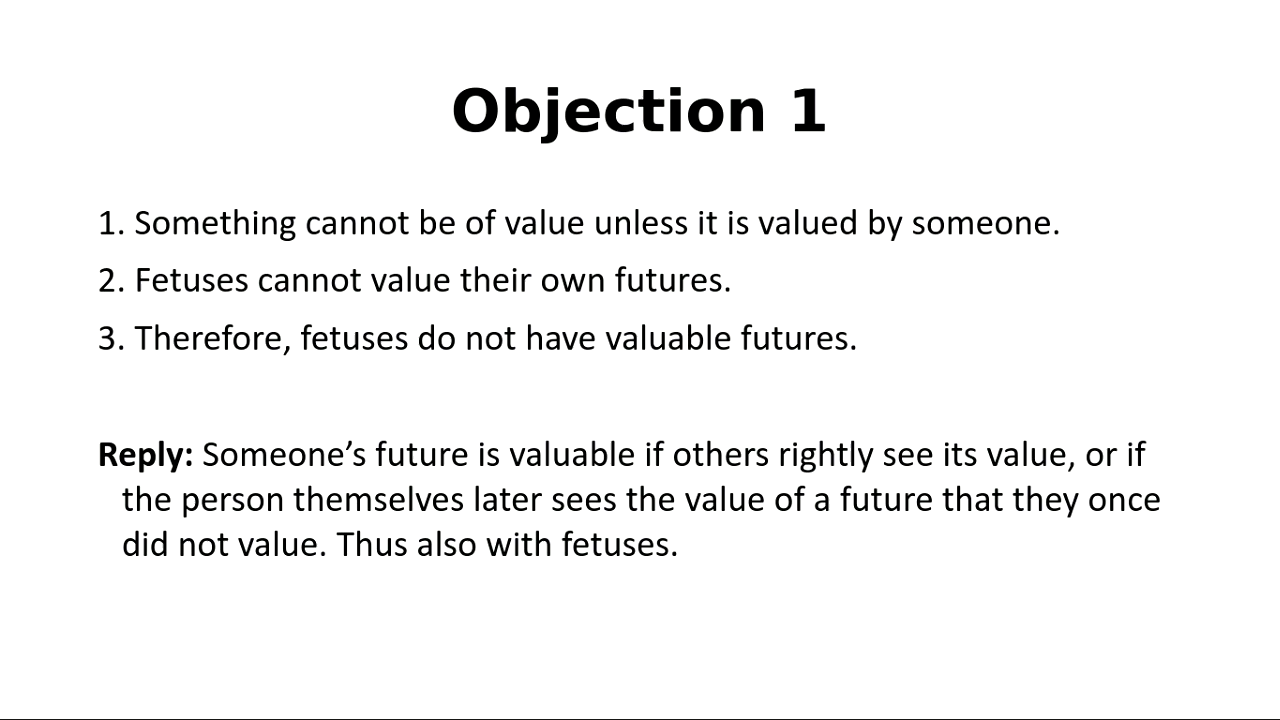 Objection 1
1. Something cannot be of value unless it is valued by someone.
2. Fetuses cannot value their own futures.
3. Therefore, fetuses do not have valuable futures.
Reply: Someone’s future is valuable if others rightly see its value, or if
the person themselves later sees the value of a future that they once
did not value. Thus also with fetuses.